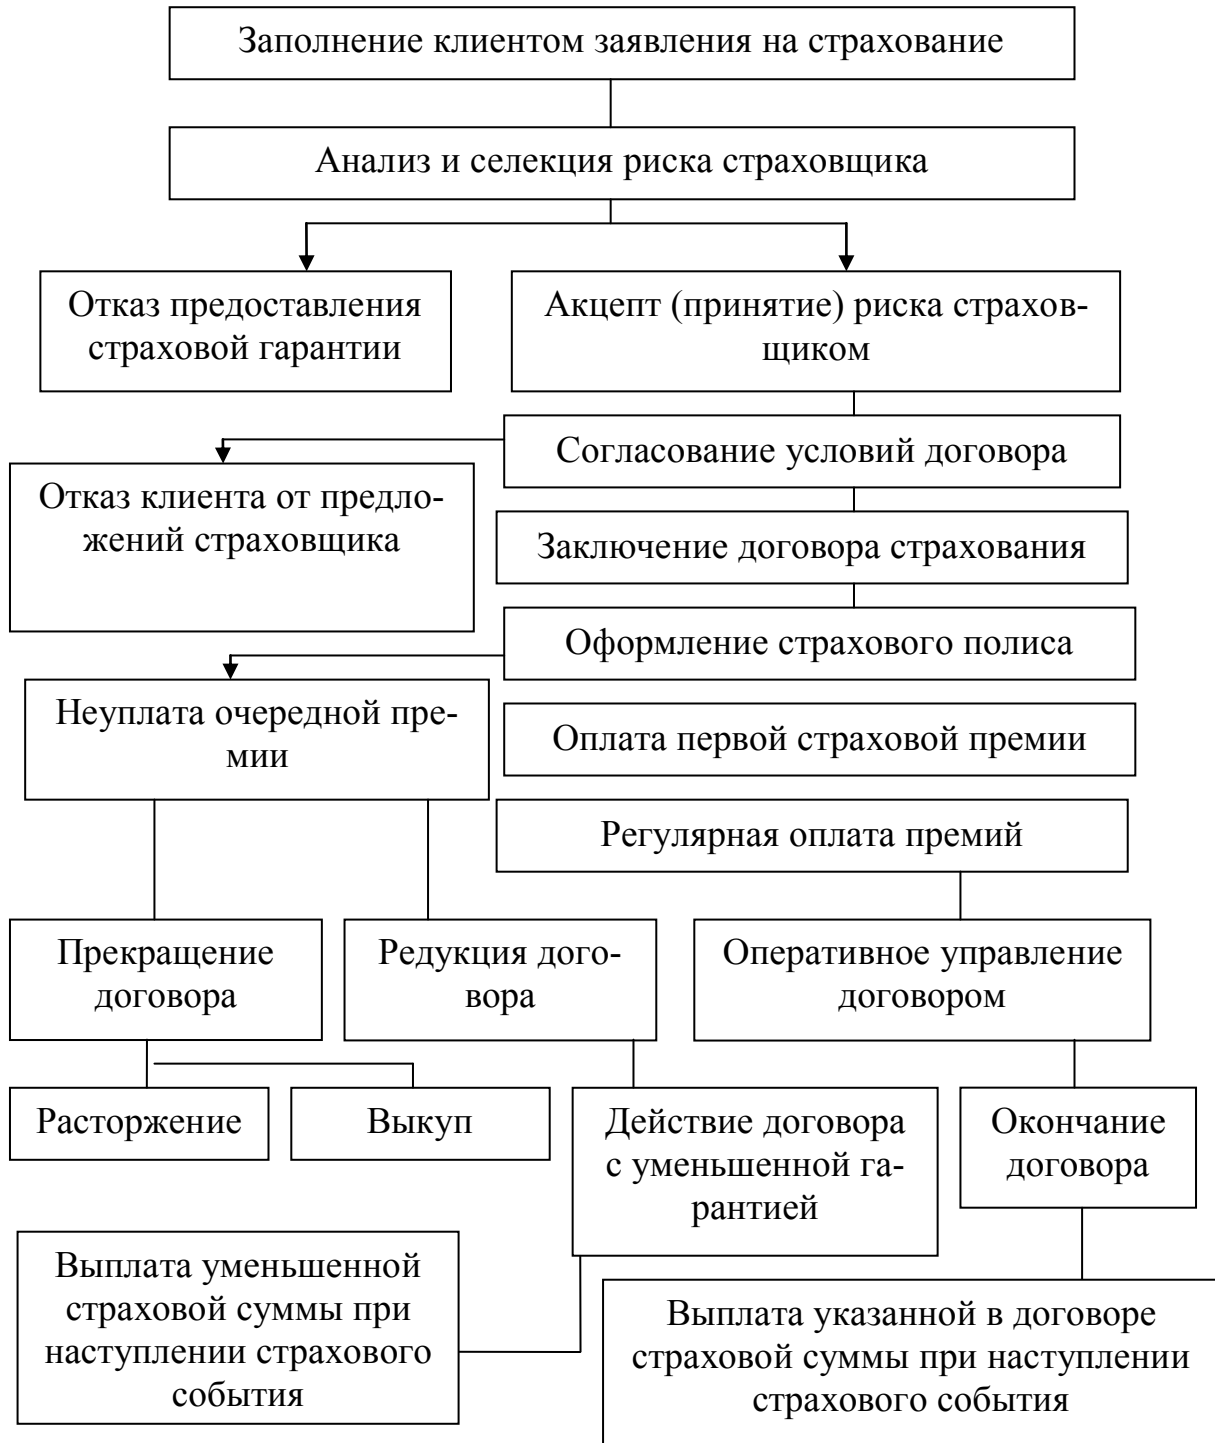 Заполнение клиентом заявления на страхование
Анализ и селекция риска страховщика
Отказ предоставления
страховой гарантии
Акцепт (принятие) риска страхов-
щиком
Согласование условий договора
Отказ клиента от предло-
жений страховщика
Заключение договора страхования
Оформление страхового полиса
Неуплата очередной пре-
мии
Оплата первой страховой премии
Регулярная оплата премий
Прекращение
договора
Редукция дого-
вора
Оперативное управление
договором
Расторжение
Выкуп
Действие договора
с уменьшенной га-
рантией
Окончание
договора
Выплата уменьшенной
страховой суммы при
наступлении страхового
события
Выплата указанной в договоре
страховой суммы при наступлении
страхового события